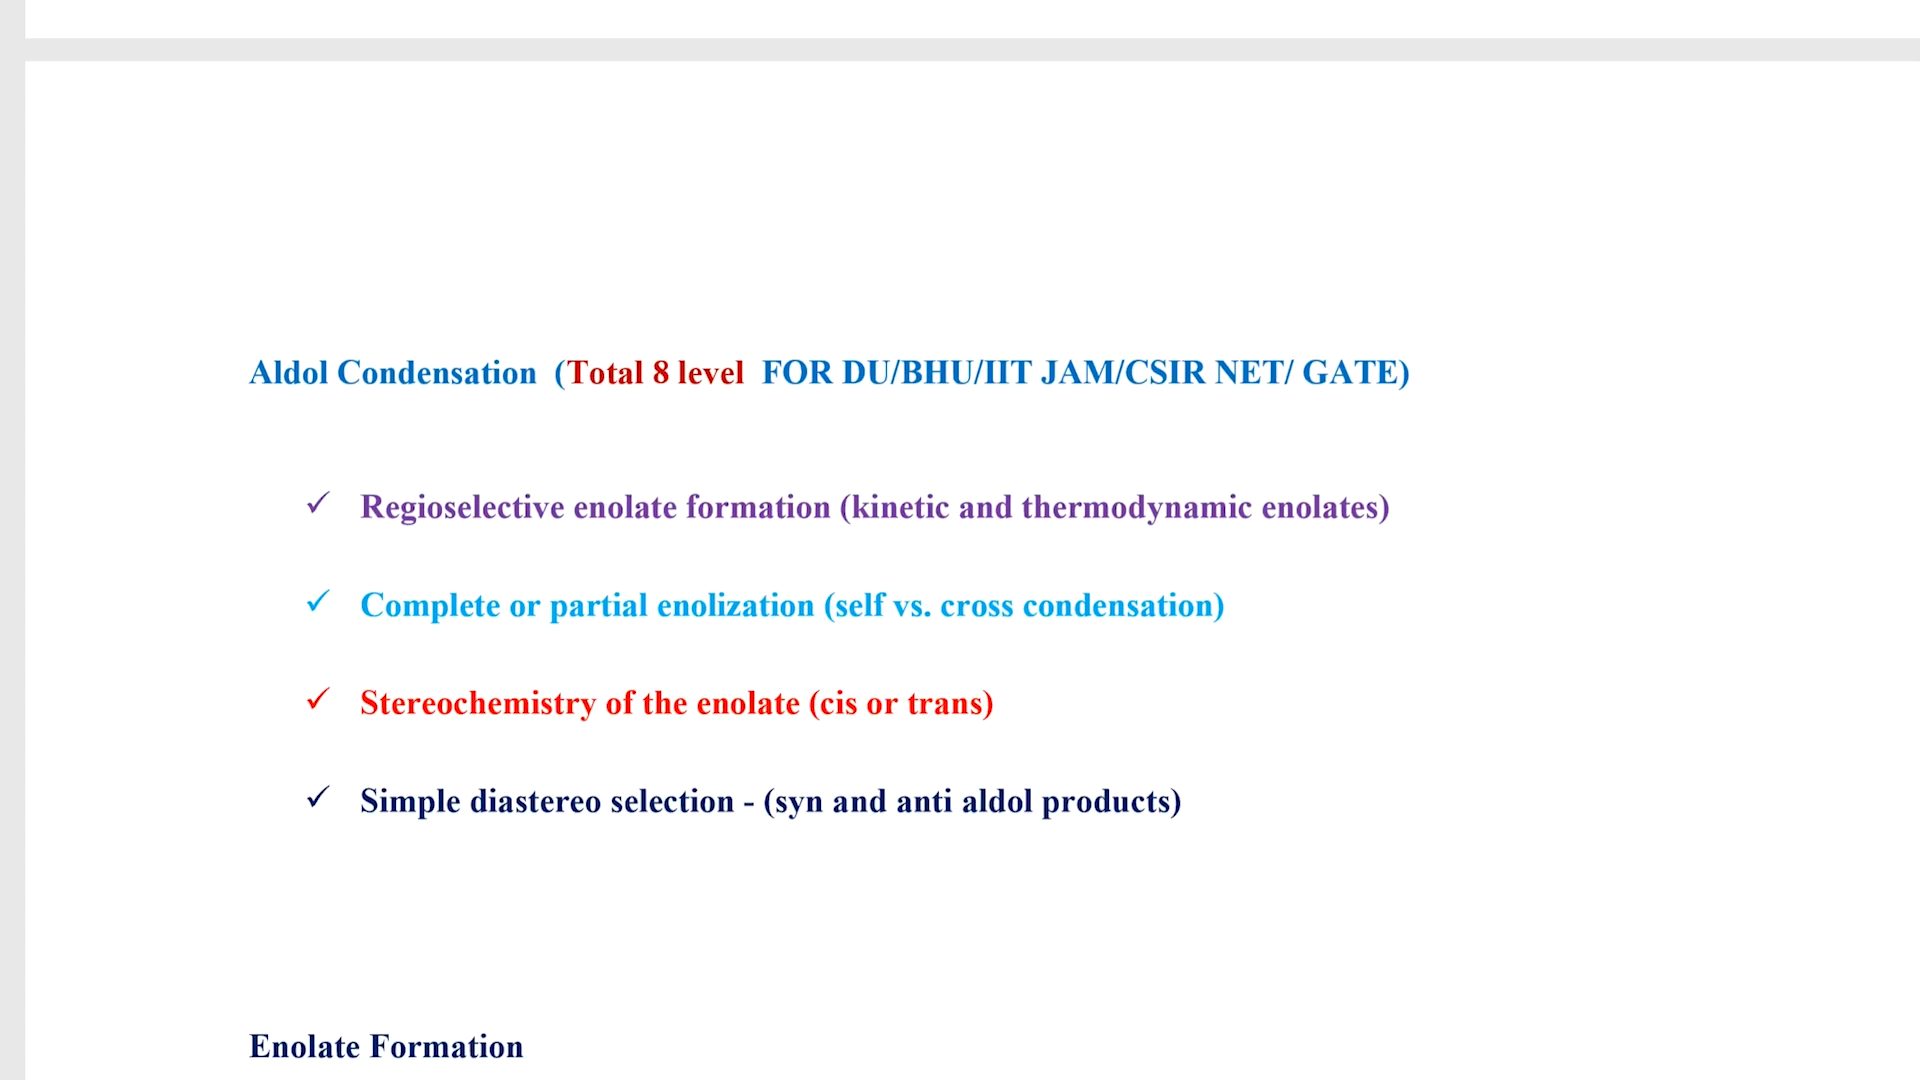 Aldol Condensation (Total 8 level FOR DU/BHU/IIT JAM/CSIR NET/ GATE)
✓ Regioselective enolate formation (kinetic and thermodynamic enolates)
✓ Complete or partial enolization (self vs. cross condensation)
✓ Stereochemistry of the enolate (cis or trans)
✓ Simple diastereo selection - (syn and anti aldol products)
Enolate Formation